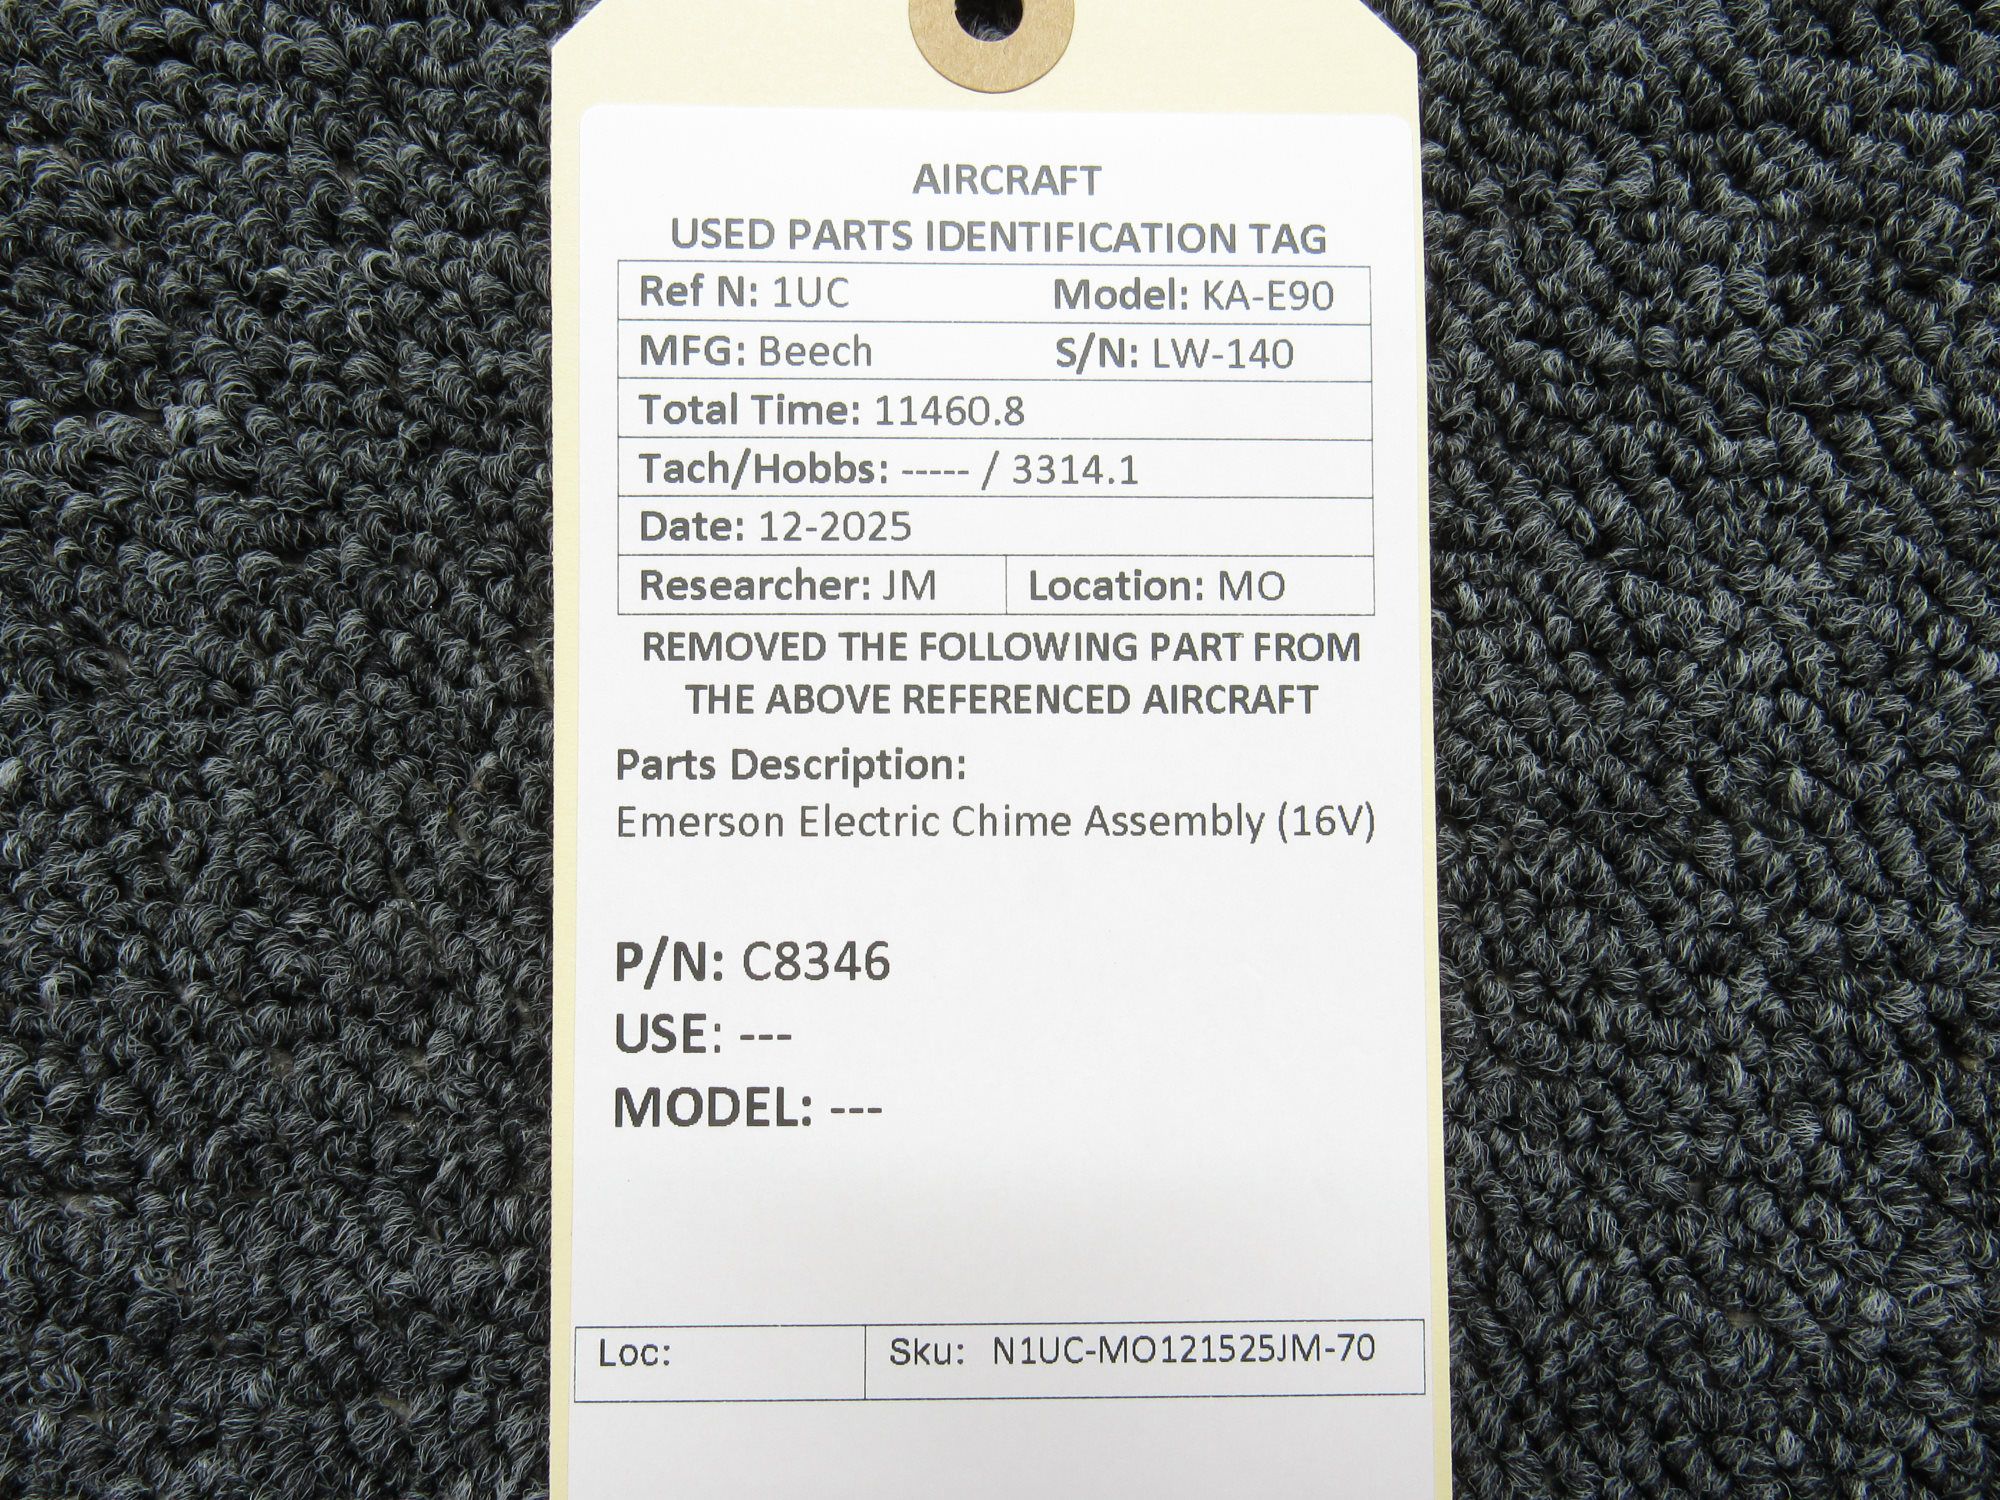 AIRCRAFT
USED PARTS IDENTIFICATION TAG
Ref N: 1UC Model: KA-E90
MFG: Beech S/N: LW-140
Total Time: 11460.8
Tach/Hobbs: ----- / 3314.1
Date: 12-2025
Researcher: JM Location: MO
REMOVED THE FOLLOWING PART FROM
THE ABOVE REFERENCED AIRCRAFT
Parts Description:
Emerson Electric Chime Assembly (16V)
P/N: C8346
USE: ---
MODEL: ---
Loc: Sku: N1UC-MO121525JM-70